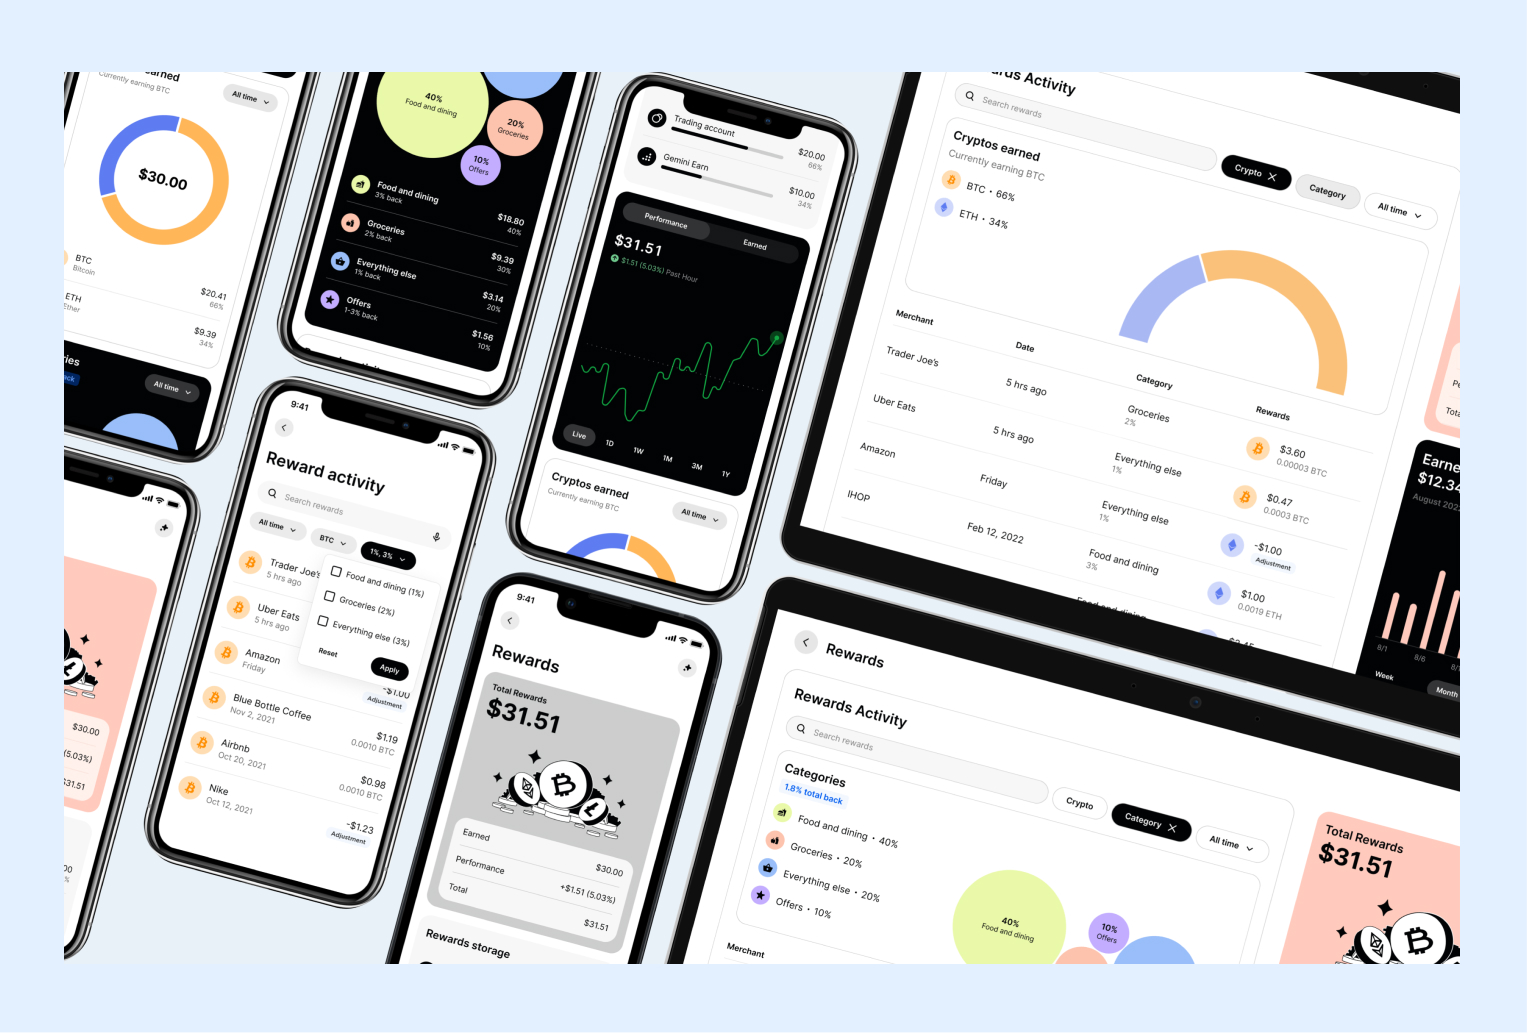 earned
Currently earning BTC
All time
$30.00
BTC
Bitcoin
$20.41
66%
ETH
Ether
$9.39
34%
ries
ack
All time
40%
Food and dining
20%
Groceries
10%
Offers
Food and dining
3% back
$18.80
40%
Groceries
2% back
$9.39
30%
Everything else
1% back
$3.14
20%
Offers
1-3% back
$1.56
10%
Trading account
$20.00
66%
Gemini Earn
$10.00
34%
Performance
Earned
$31.51
$1.51 (5.03%) Past Hour
Live
1D
1W
1M
3M
1Y
Cryptos earned
Currently earning BTC
All time
rds Activity
Search rewards
Crypto
Category
All time
Cryptos earned
Currently earning BTC
BTC • 66%
ETH • 34%
Merchant
Date
Category
Rewards
Trader Joe's
5 hrs ago
Groceries
2%
$3.60
0.00003 BTC
Uber Eats
5 hrs ago
Everything else
1%
$0.47
0.0003 BTC
Amazon
Friday
Everything else
1%
-$1.00
Adjustment
IHOP
Feb 12, 2022
Food and dining
3%
$1.00
0.0019 ETH
Pe
Tota
Earne
$12.34
August 202
8/1
8/6
8/1
Week
Month
$30.00
(5.03%)
$31.51
9:41
Reward activity
Search rewards
All time
BTC
1%, 3%
Food and dining (1%)
Groceries (2%)
Everything else (3%)
Reset
Apply
Trader Joe's
5 hrs ago
Uber Eats
5 hrs ago
Amazon
Friday
-$1.00
Adjustment
Blue Bottle Coffee
Nov 2, 2021
$1.19
0.0010 BTC
Airbnb
Oct 20, 2021
$0.98
0.0010 BTC
Nike
Oct 12, 2021
-$1.23
Adjustment
9:41
Rewards
Total Rewards
$31.51
Earned
$30.00
Performance
+$1.51 (5.03%)
Total
$31.51
Rewards storage
Rewards
Rewards Activity
Search rewards
Crypto
Category
All time
Categories
1.8% total back
Food and dining • 40%
Groceries • 20%
Everything else • 20%
Offers • 10%
40%
Food and dining
10%
Offers
Merchant
Total Rewards
$31.51